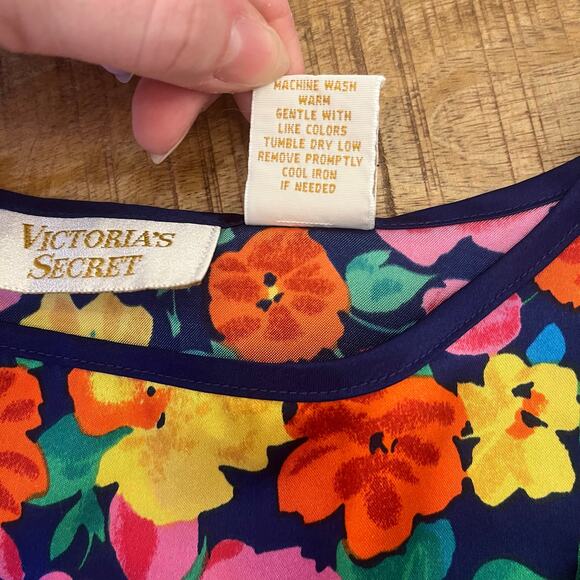 MACHINE WASH
WARM
GENTLE WITH
LIKE COLORS
TUMBLE DRY LOW
REMOVE PROMPTLY
COOL IRON
IF NEEDED
VICTORIA'S
SECRET